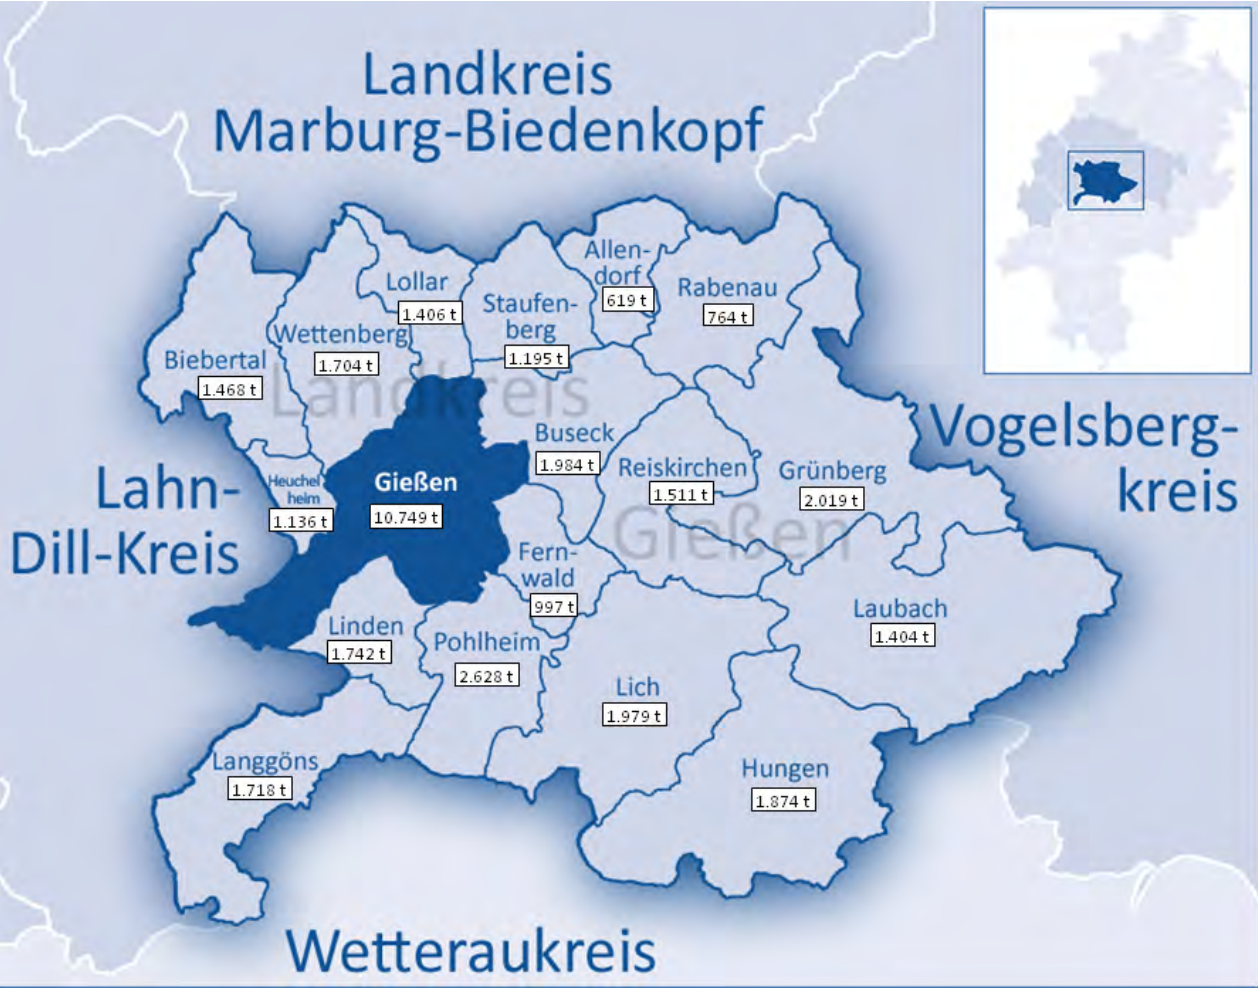 Landkreis
Marburg-Biedenkopf
Allen-
dorf
619 t
Lollar
1.406 t
Rabenau
764 t
Staufen-
berg
1.195 t
Wettenberg
1.704 t
Biebertal
1.468 t
Landkreis
Gießen
Vogelsberg-
kreis
Buseck
1.984 t
Reiskirchen
1.511 t
Grünberg
2.019 t
Lahn-
Dill-Kreis
Heuchel
heim
1.136 t
Gießen
10.749 t
Fern-
wald
997 t
Laubach
1.404 t
Linden
1.742 t
Pohlheim
2.628 t
Lich
1.979 t
Langgöns
1.718 t
Hungen
1.874 t
Wetteraukreis